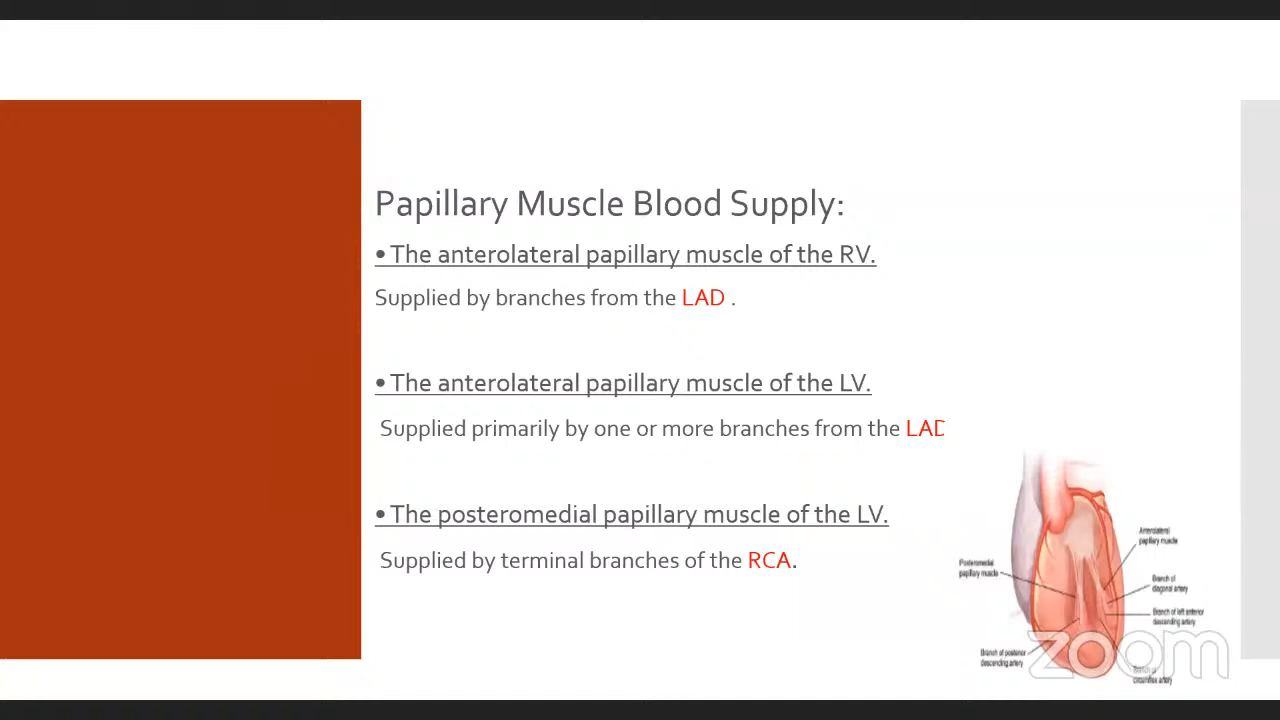 Papillary Muscle Blood Supply:
• The anterolateral papillary muscle of the RV.
Supplied by branches from the LAD .
• The anterolateral papillary muscle of the LV.
Supplied primarily by one or more branches from the LAD
• The posteromedial papillary muscle of the LV.
Supplied by terminal branches of the RCA.
Anterolateral
papillary muscle
Posteromedial
papillary muscle
Branch of
diagonal artery
Branch of left anterior
descending artery
Branch of posterior
descending artery
circumflex artery
zoom